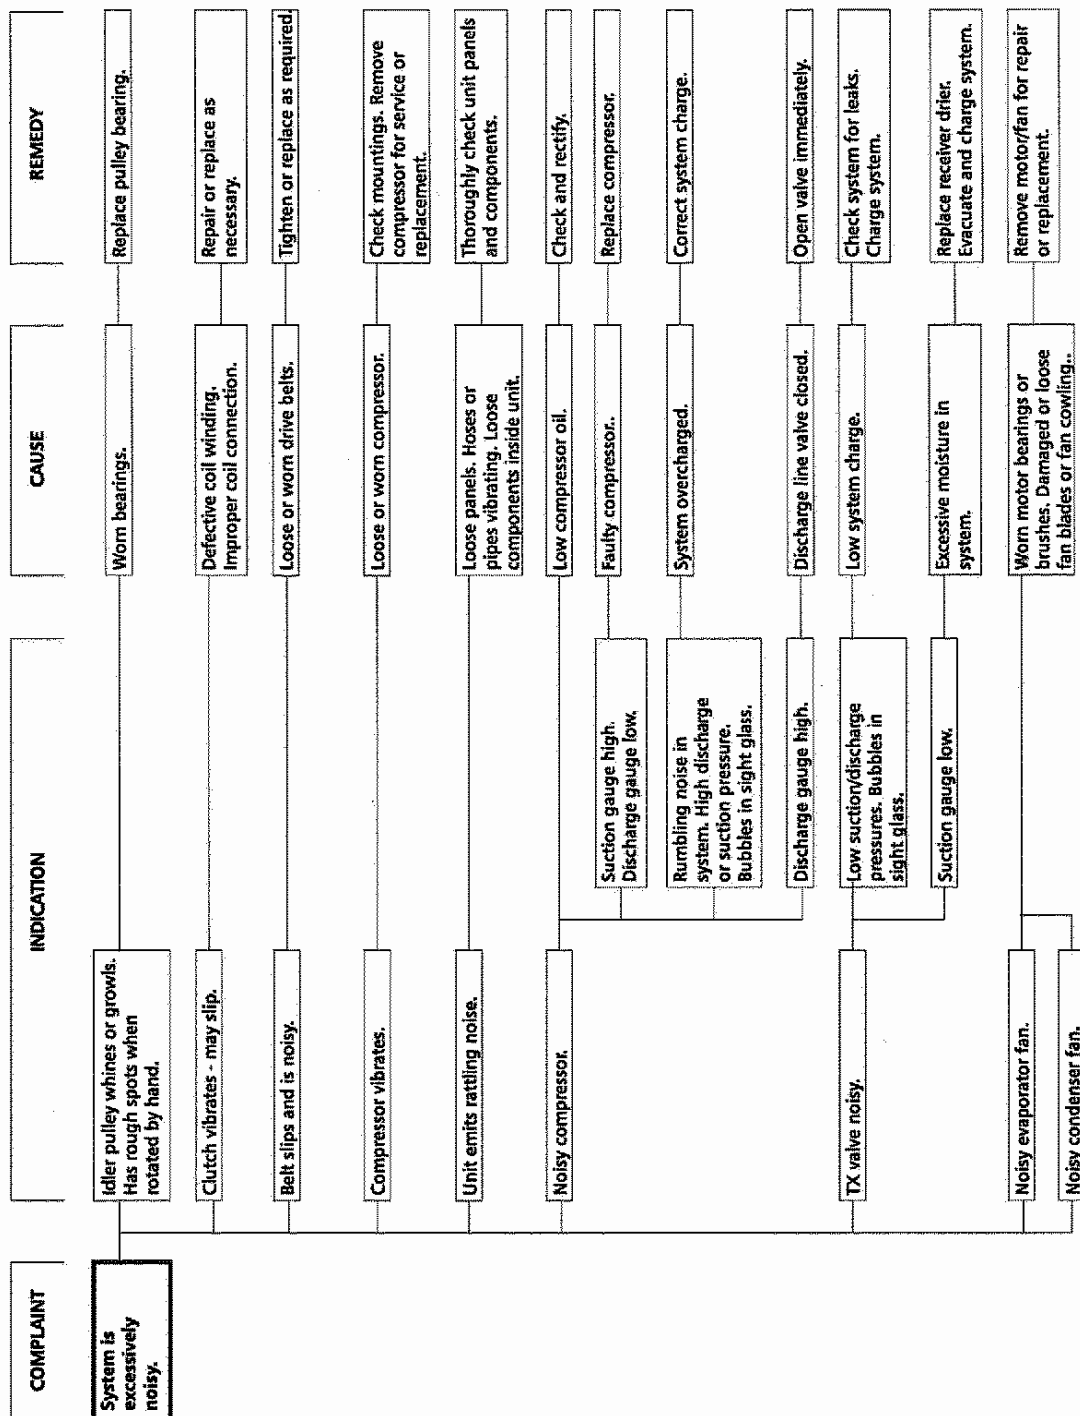 COMPLAINT
INDICATION
CAUSE
REMEDY
System is
excessively
noisy.
Idler pulley whines or growls.
Has rough spots when
rotated by hand.
Worn bearings.
Replace pulley bearing.
Clutch vibrates - may slip.
Defective coil winding.
Improper coil connection.
Repair or replace as
necessary.
Belt slips and is noisy.
Loose or worn drive belts.
Tighten or replace as required.
Compressor vibrates.
Loose or worn compressor.
Check mountings. Remove
compressor for service or
replacement.
Unit emits rattling noise.
Loose panels. Hoses or
pipes vibrating. Loose
components inside unit.
Thoroughly check unit panels
and components.
Noisy compressor.
Low compressor oil.
Check and rectify.
Suction gauge high.
Discharge gauge low.
Faulty compressor..
Replace compressor.
Rumbling noise in
system. High discharge
or suction pressure.
Bubbles in sight glass.
System overcharged.
Correct system charge.
Discharge gauge high.
Discharge line valve closed.
Open valve immediately.
TX valve noisy.
Low suction/discharge
pressures. Bubbles in
sight glass.
Low system charge.
Check system for leaks.
Charge system.
Suction gauge low.
Excessive moisture in
system.
Replace receiver drier.
Evacuate and charge system.
Noisy evaporator fan.
Noisy condenser fan.
Worn motor bearings or
brushes. Damaged or loose
fan blades or fan cowling..
Remove motor/fan for repair
or replacement.